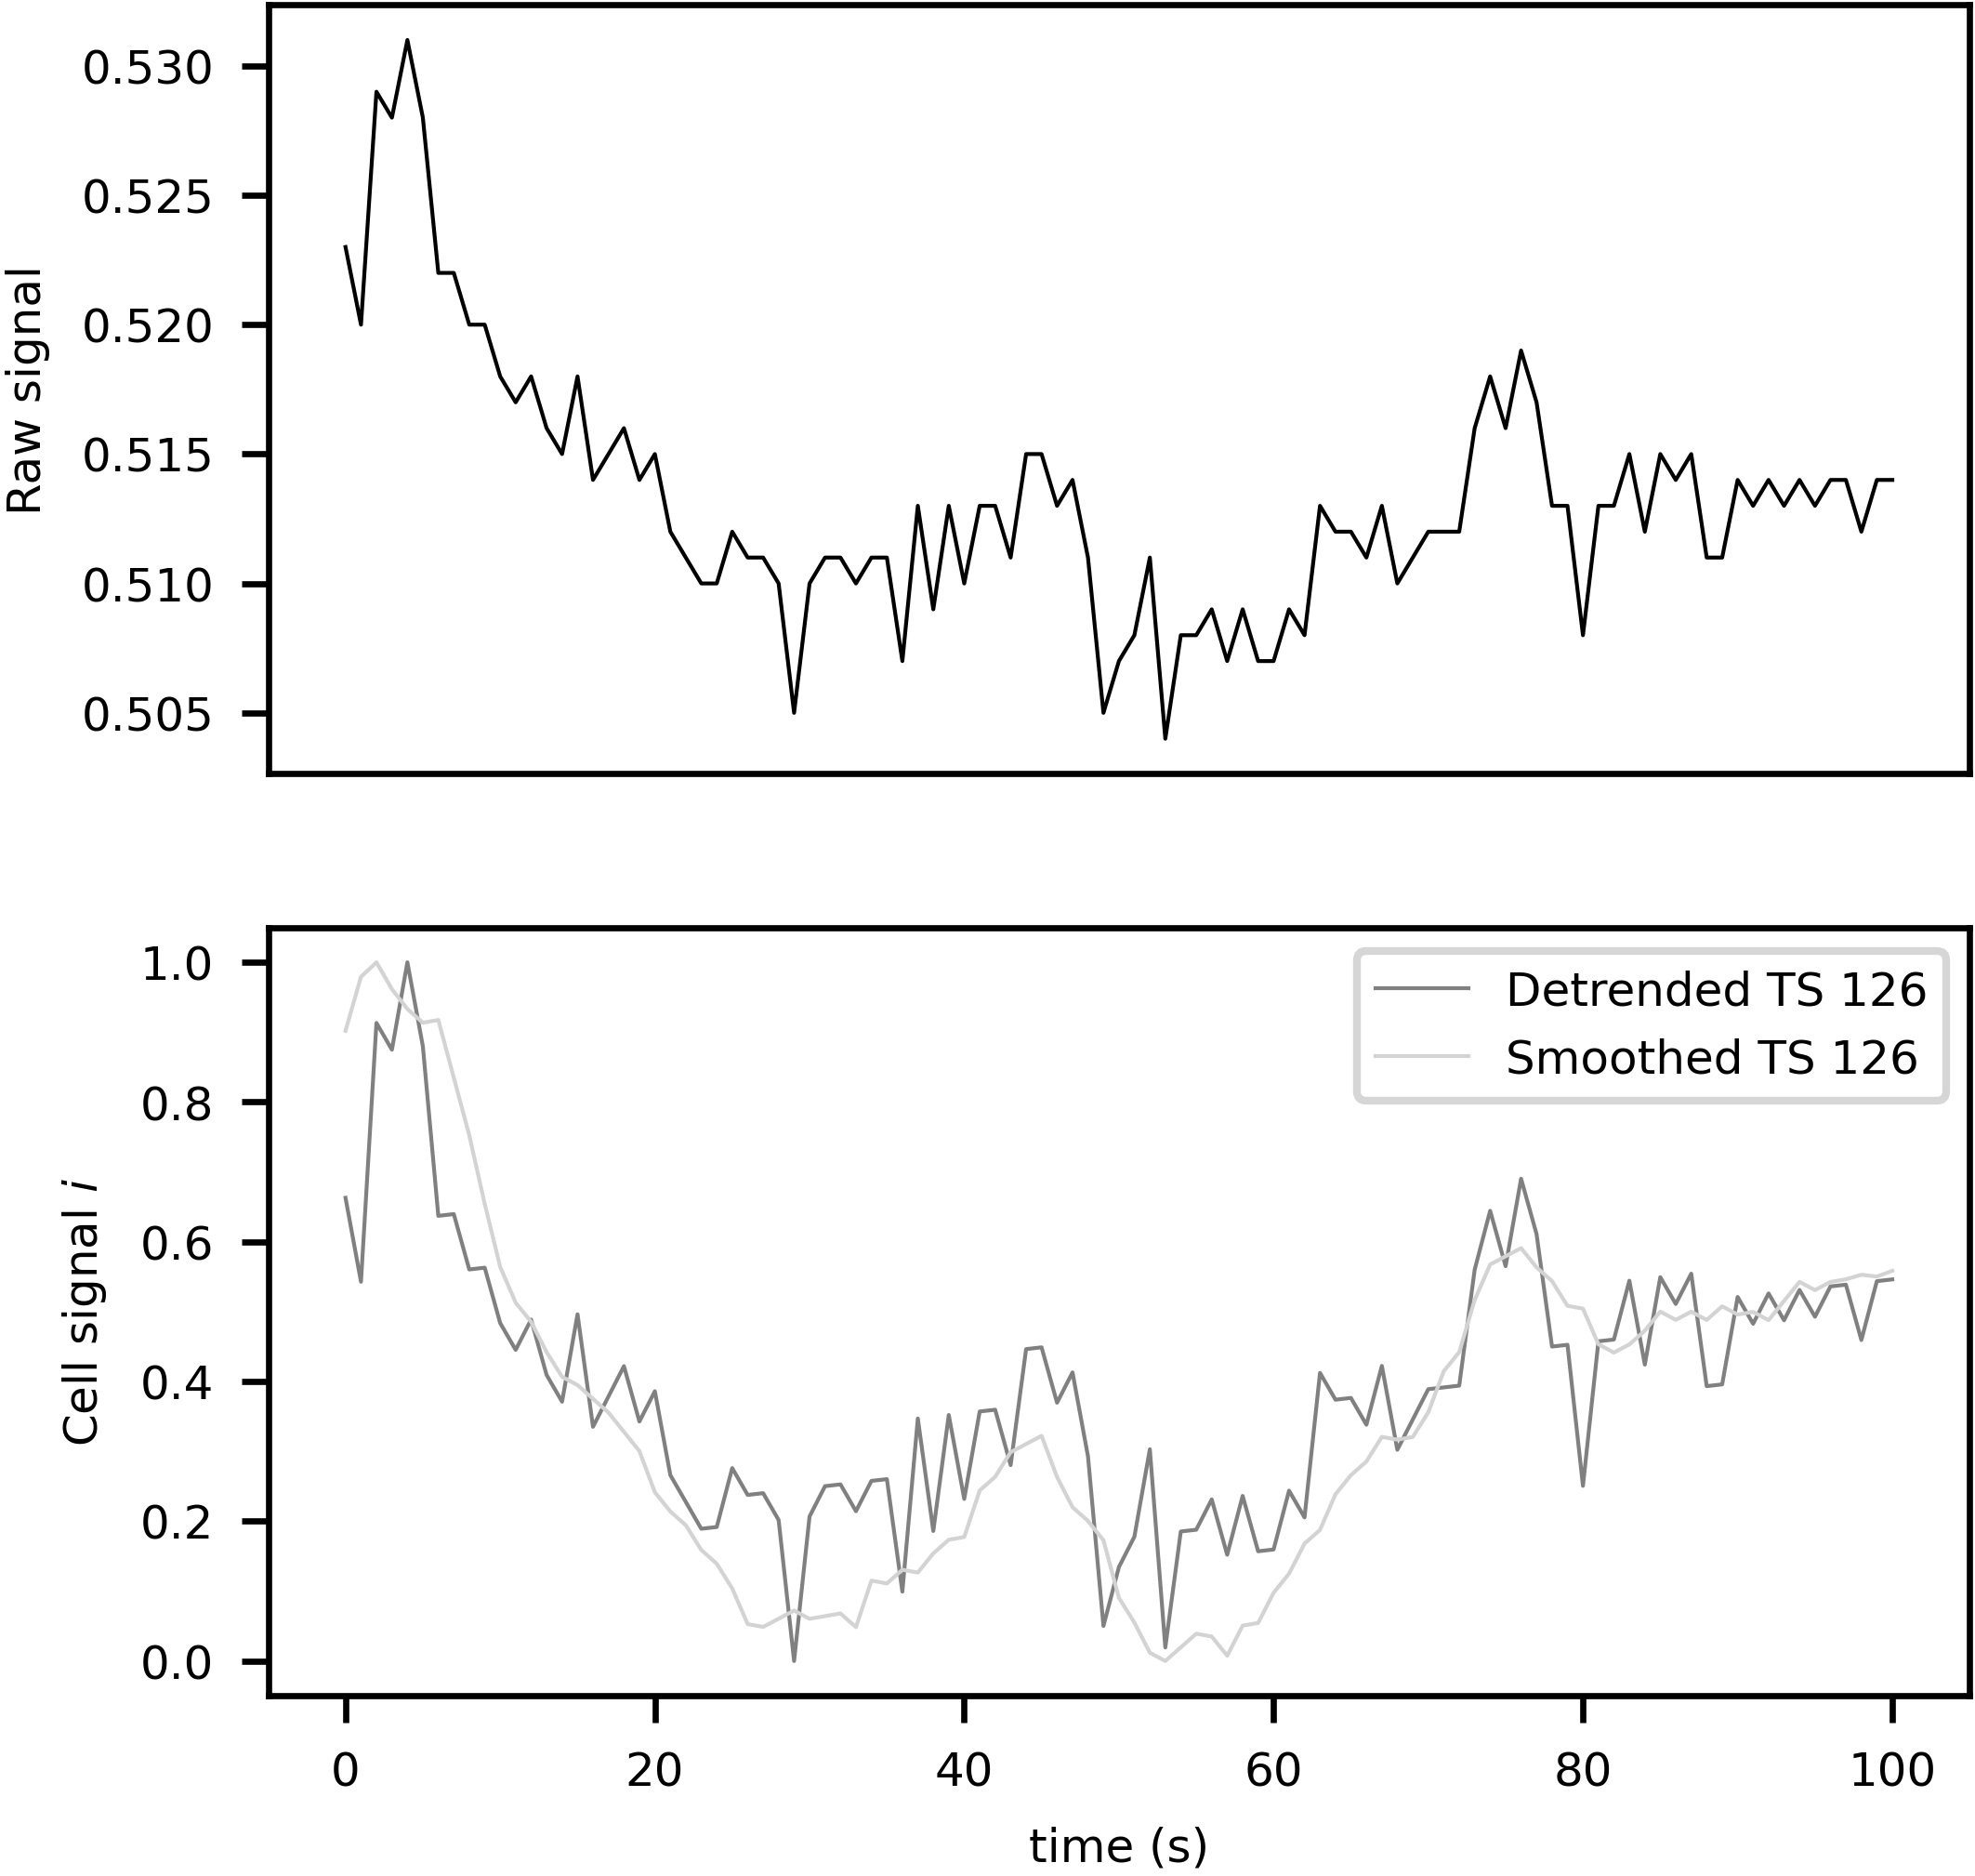 Raw signal
0.530
0.525
0.520
0.515
0.510
0.505
Cell signal i
1.0
0.8
0.6
0.4
0.2
0.0
Detrended TS 126
Smoothed TS 126
0 20 40 60 80 100
time (s)